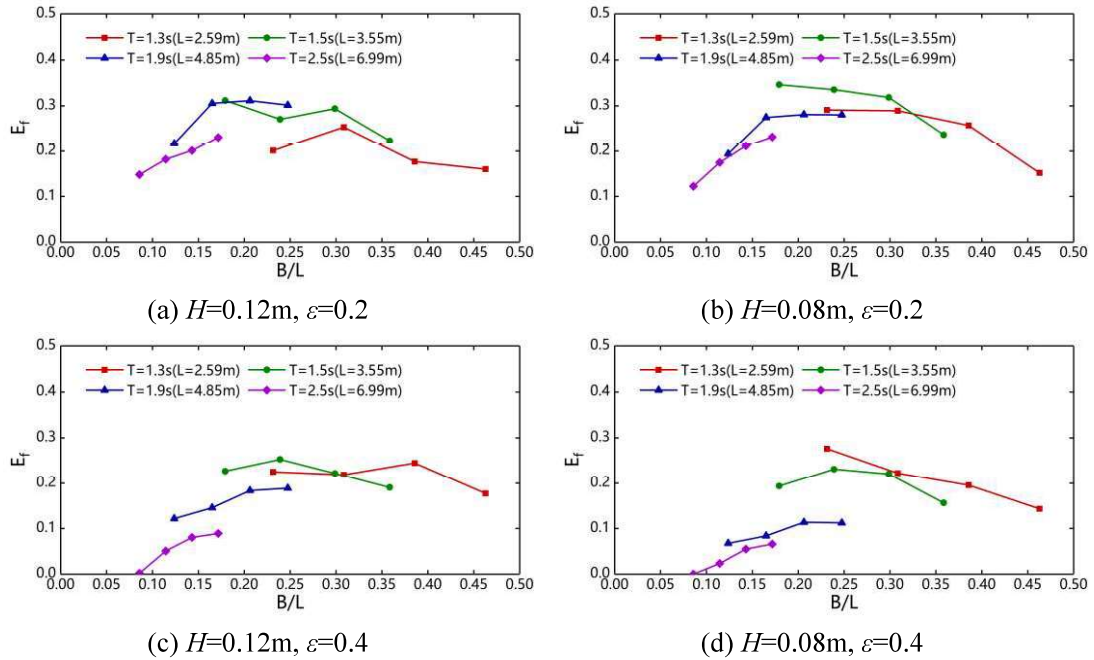 0.5
0.4
0.3
0.2
0.1
0.0
E_f
T=1.3s(L=2.59m) T=1.5s(L=3.55m)
T=1.9s(L=4.85m) T=2.5s(L=6.99m)
0.00 0.05 0.10 0.15 0.20 0.25 0.30 0.35 0.40 0.45 0.50
B/L
(a) H=0.12m, ε=0.2
0.5
0.4
0.3
0.2
0.1
0.0
E_f
T=1.3s(L=2.59m) T=1.5s(L=3.55m)
T=1.9s(L=4.85m) T=2.5s(L=6.99m)
0.00 0.05 0.10 0.15 0.20 0.25 0.30 0.35 0.40 0.45 0.50
B/L
(b) H=0.08m, ε=0.2
0.5
0.4
0.3
0.2
0.1
0.0
E_f
T=1.3s(L=2.59m) T=1.5s(L=3.55m)
T=1.9s(L=4.85m) T=2.5s(L=6.99m)
0.00 0.05 0.10 0.15 0.20 0.25 0.30 0.35 0.40 0.45 0.50
B/L
(c) H=0.12m, ε=0.4
0.5
0.4
0.3
0.2
0.1
0.0
E_f
T=1.3s(L=2.59m) T=1.5s(L=3.55m)
T=1.9s(L=4.85m) T=2.5s(L=6.99m)
0.00 0.05 0.10 0.15 0.20 0.25 0.30 0.35 0.40 0.45 0.50
B/L
(d) H=0.08m, ε=0.4